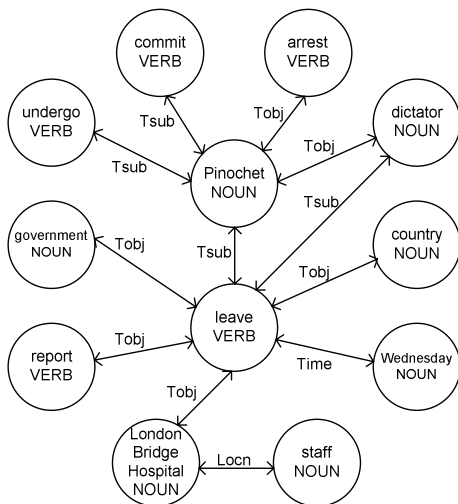 commit
VERB
arrest
VERB
undergo
VERB
dictator
NOUN
Tsub
Tobj
Tsub
Tobj
Pinochet
NOUN
Tsub
government
NOUN
Tobj
Tsub
Tobj
country
NOUN
leave
VERB
report
VERB
Tobj
Time
Wednesday
NOUN
Tobj
London
Bridge
Hospital
NOUN
Locn
staff
NOUN